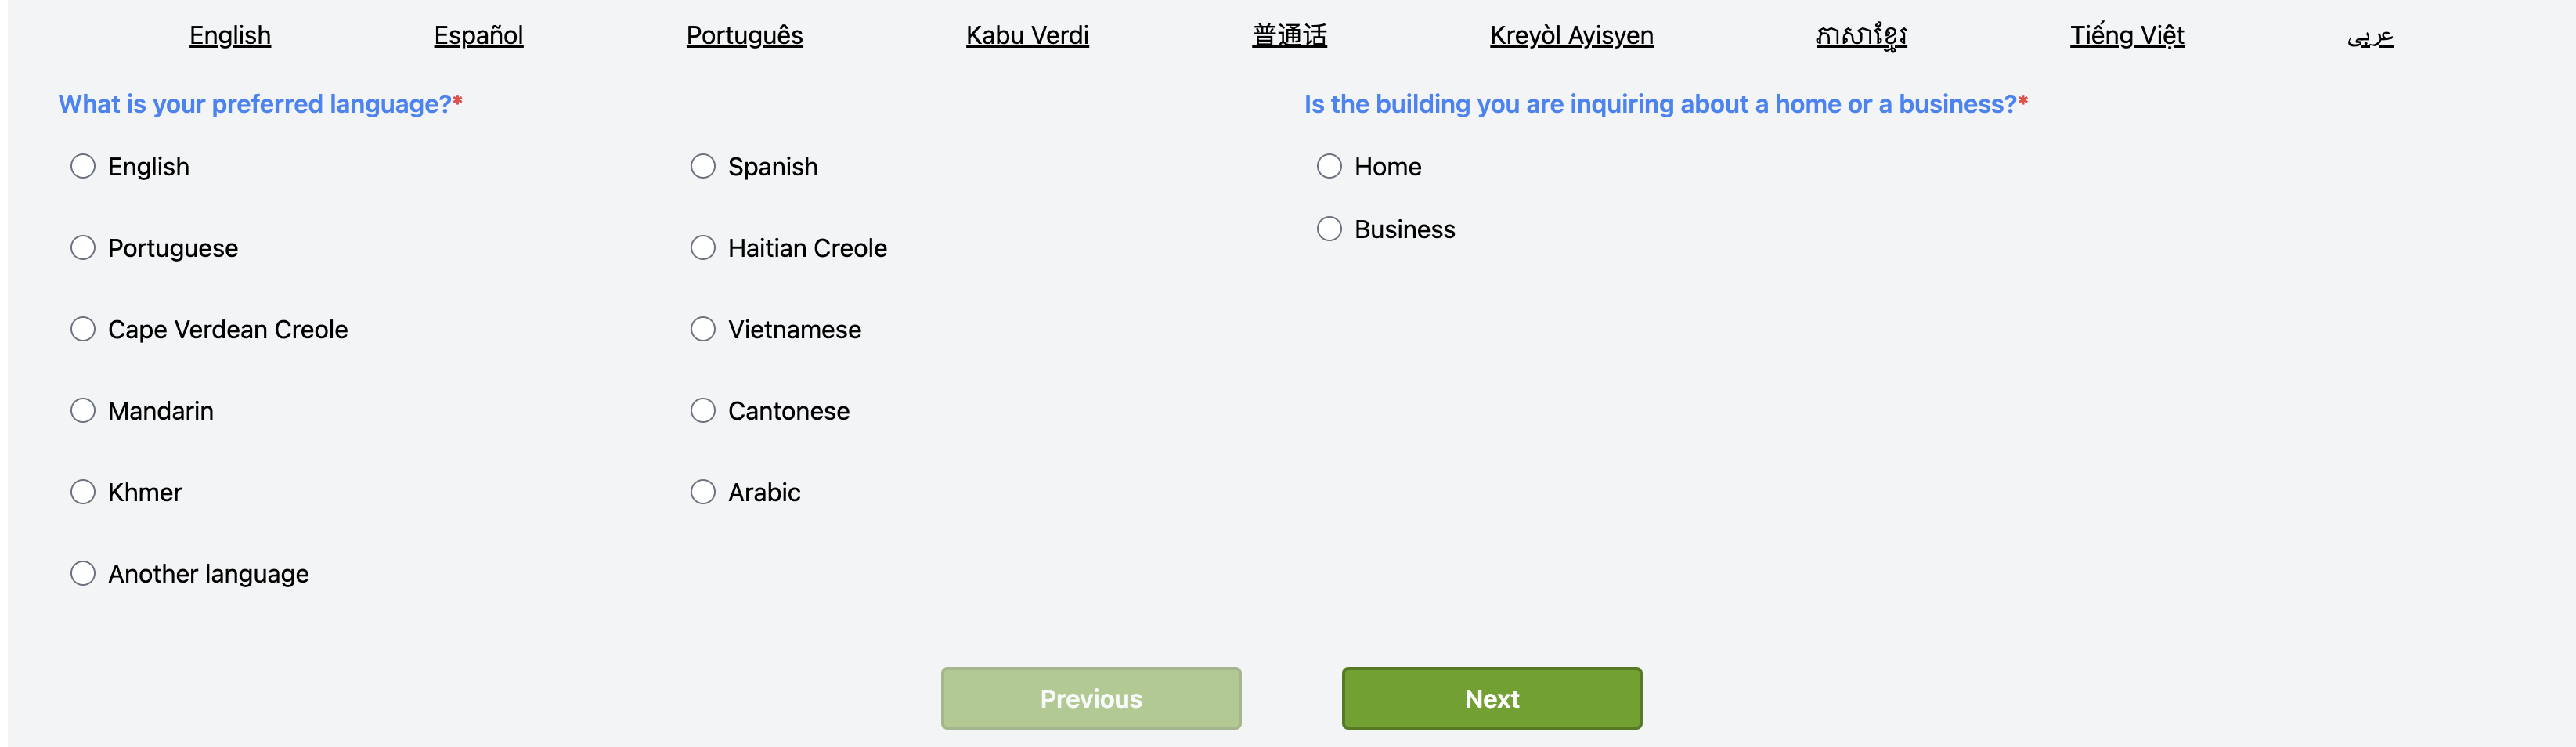 English Español Português Kabu Verdi 普通话 Kreyòl Ayisyen ភាសាខ្មែរ Tiếng Việt عربى
What is your preferred language?*
English Spanish
Portuguese Haitian Creole
Cape Verdean Creole Vietnamese
Mandarin Cantonese
Khmer Arabic
Another language
Is the building you are inquiring about a home or a business?*
Home
Business
Previous Next